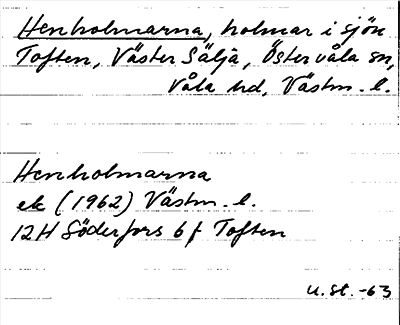 Henholmarna, holmar i sjön
Toften, Väster Sälja, Östervåla sn,
Våla hd, Västm. l.
Henholmarna
ek (1962) Västm. l.
12H Söderfors 6f Toften
U.St. -63